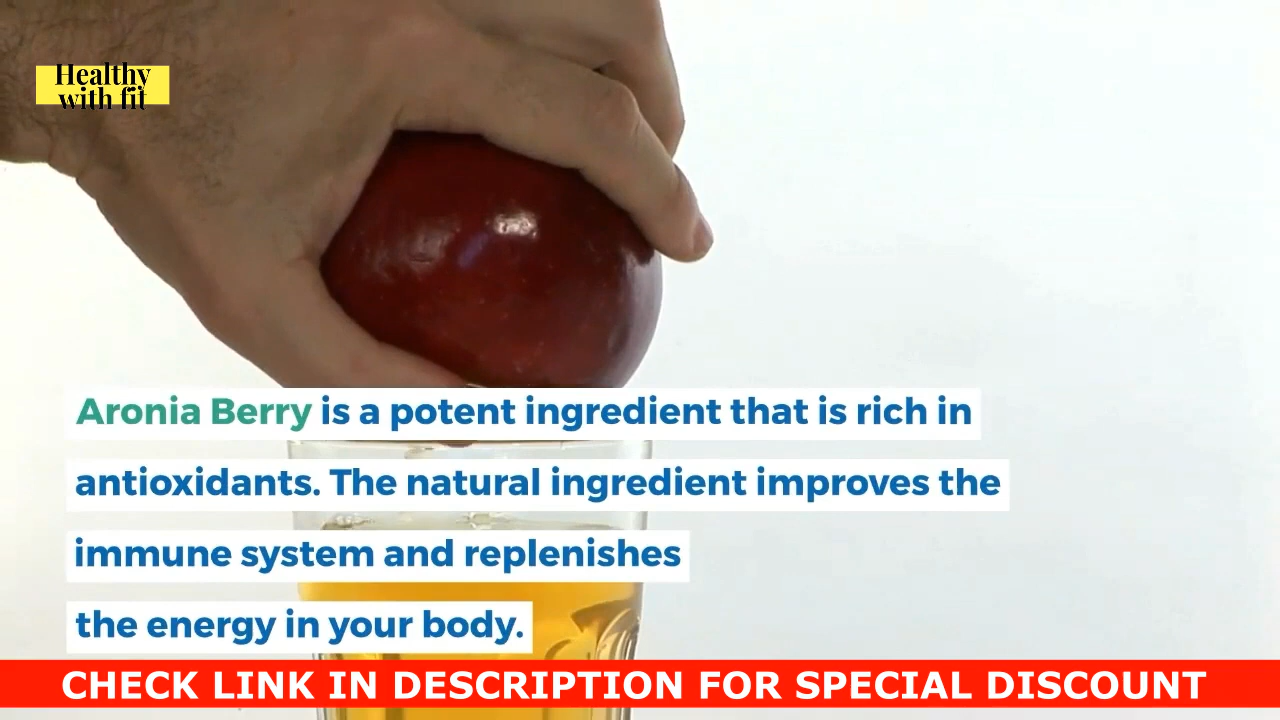 Healthy
with fit
Aronia Berry is a potent ingredient that is rich in
antioxidants. The natural ingredient improves the
immune system and replenishes
the energy in your body.
CHECK LINK IN DESCRIPTION FOR SPECIAL DISCOUNT